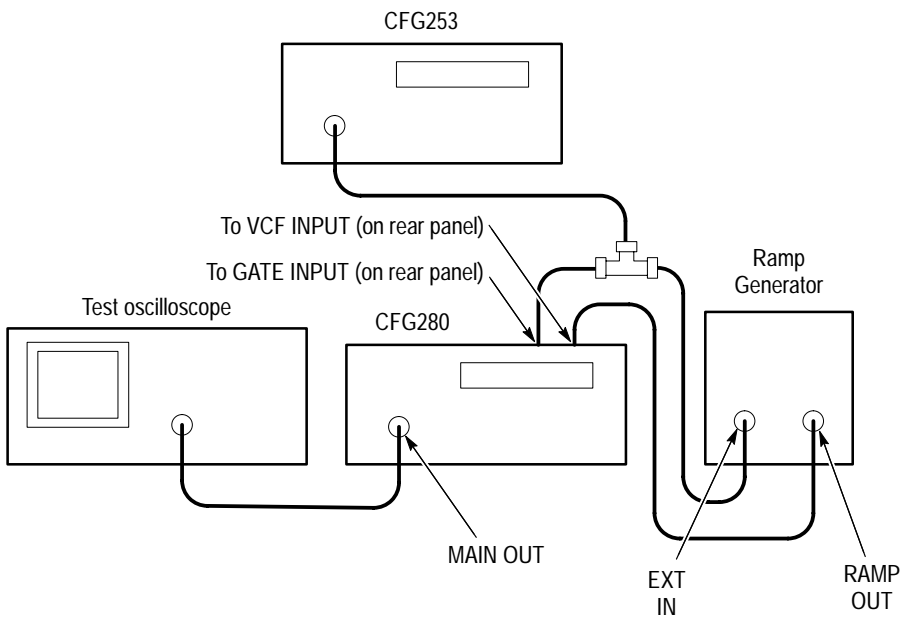 CFG253
To VCF INPUT (on rear panel)
To GATE INPUT (on rear panel)
Ramp
Generator
Test oscilloscope
CFG280
MAIN OUT
EXT
IN
RAMP
OUT